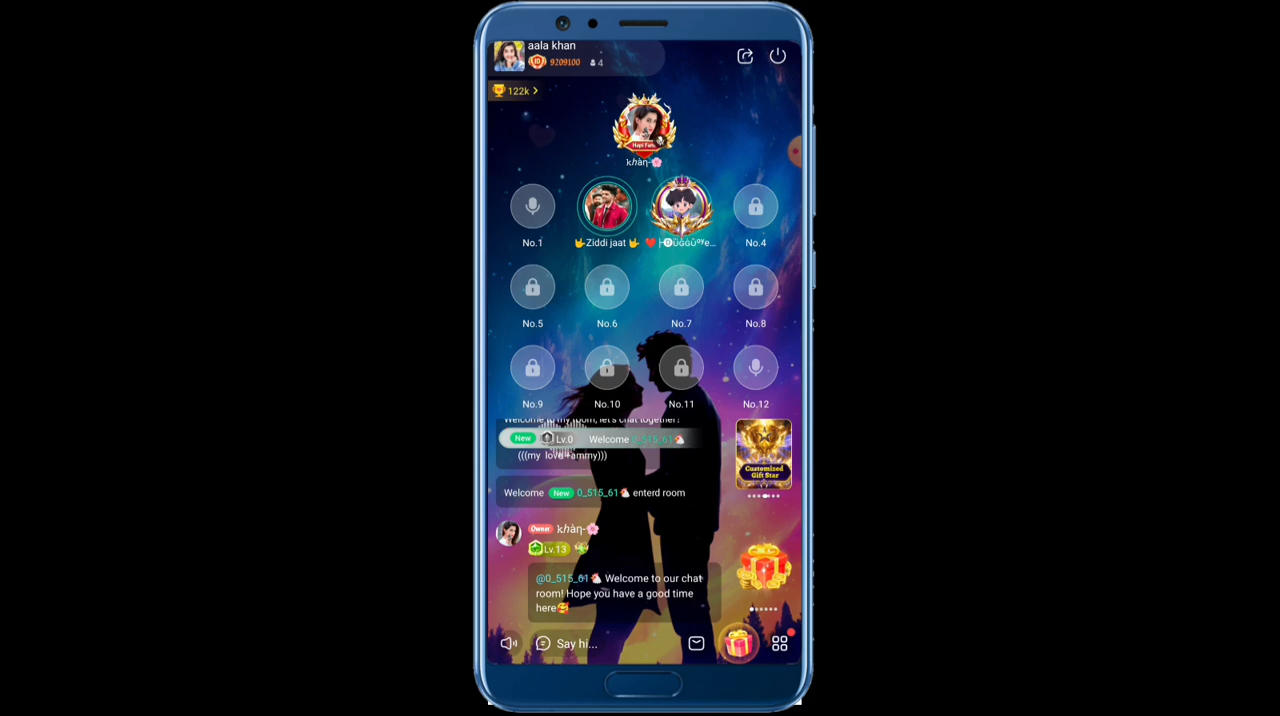 aala khan
9209100
4
122k
Hapi Fam
𝕜ℎàղ-🌸
No.1
🤟Ziddi jaat 🤟
No.4
No.5
No.6
No.7
No.8
No.9
No.10
No.11
No.12
Welcome to my room, let's chat together!
New Lv.0 Welcome 0_515_61🐔
(((my love+ammy)))
Customized
Gift Star
Welcome New 0_515_61🐔 enterd room
Owner 𝕜ℎàղ-🌸
Lv.13
@0_515_61🐔 Welcome to our chat
room! Hope you have a good time
here🥰
Say hi...